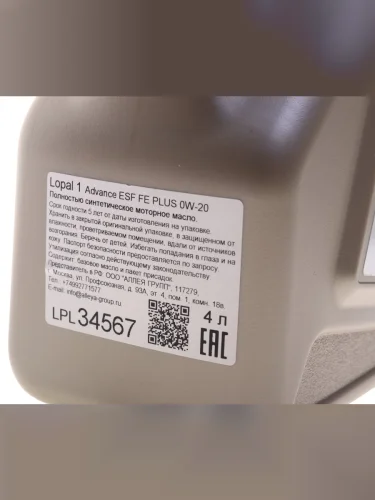 Lopal 1 Advance ESF FE PLUS 0W-20
Полностью синтетическое моторное масло.
Срок годности 5 лет от даты изготовления на упаковке.
Хранить в закрытой оригинальной упаковке, в защищенном от
влажности, проветриваемом помещении, вдали от источников
возгорания. Беречь от детей. Избегать попадания в глаза и на
кожу. Паспорт безопасности предоставляется по запросу.
Утилизация согласно действующему законодательству
Содержит: базовое масло и пакет присадок
Представитель в РФ: ООО "АЛЛЕЯ ГРУПП", 117279,
г. Москва, ул. Профсоюзная, д. 93А, эт 4, пом 1, комн. 18в.
Тел.: +74992771577
E-mail: info@alleya-group.ru
LPL 34567
4 л
EAC